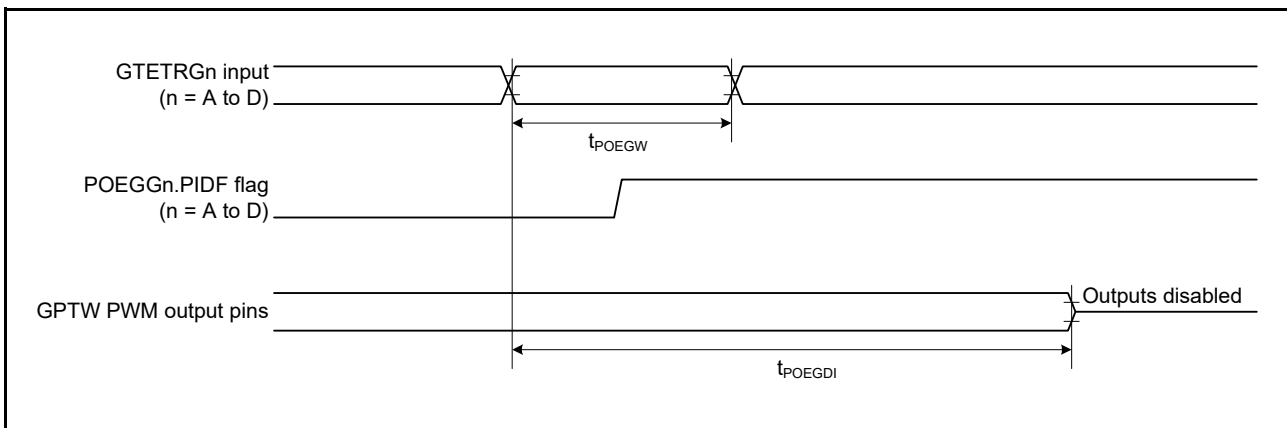 GTETRGn input
(n = A to D)
tPOEGW
POEGGn.PIDF flag
(n = A to D)
GPTW PWM output pins
Outputs disabled
tPOEGDI